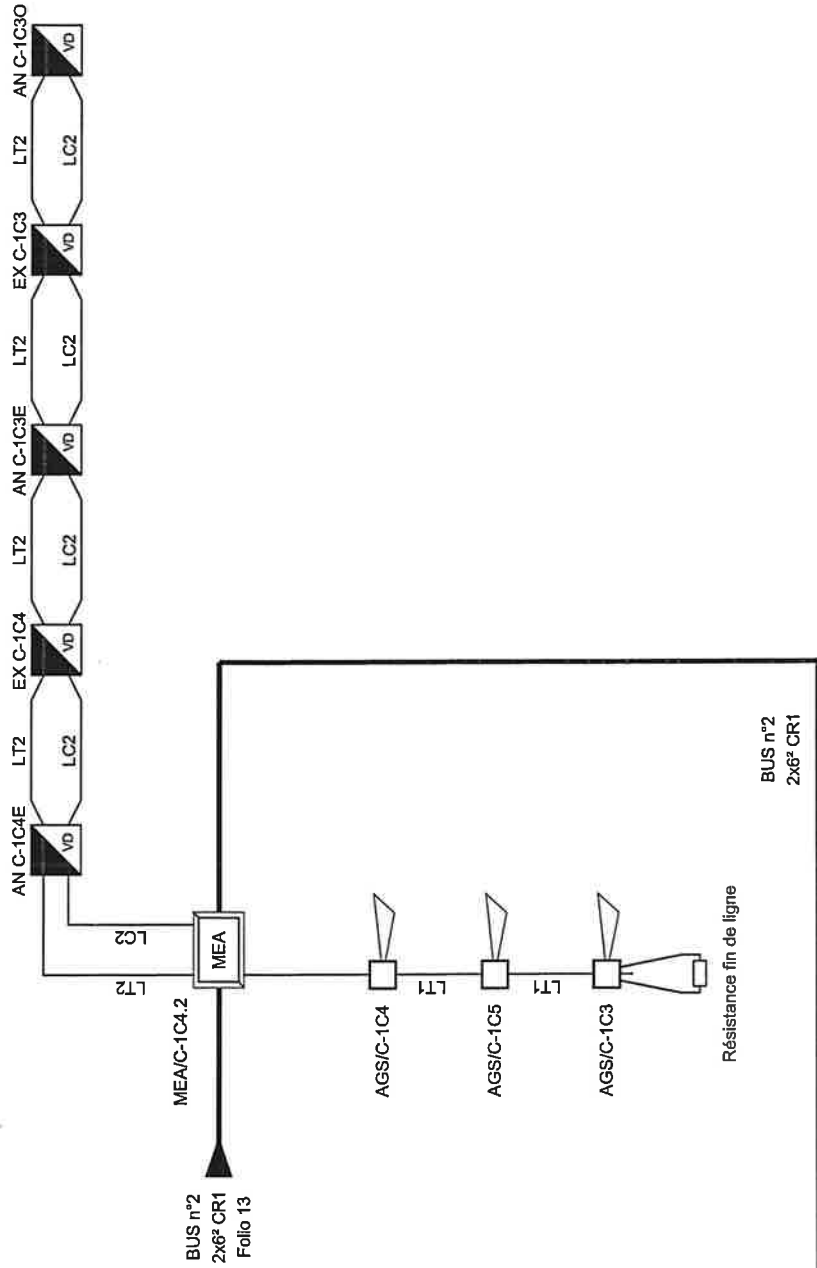 AN C-1C4E
LT2
EX C-1C4
LT2
AN C-1C3E
LT2
EX C-1C3
LT2
AN C-1C3O
VD
LC2
VD
LC2
VD
LC2
VD
LC2
VD
LT2
LC2
MEA/C-1C4.2
MEA
BUS n°2
2x6² CR1
Folio 13
AGS/C-1C4
LT1
AGS/C-1C5
LT1
AGS/C-1C3
Résistance fin de ligne
BUS n°2
2x6² CR1